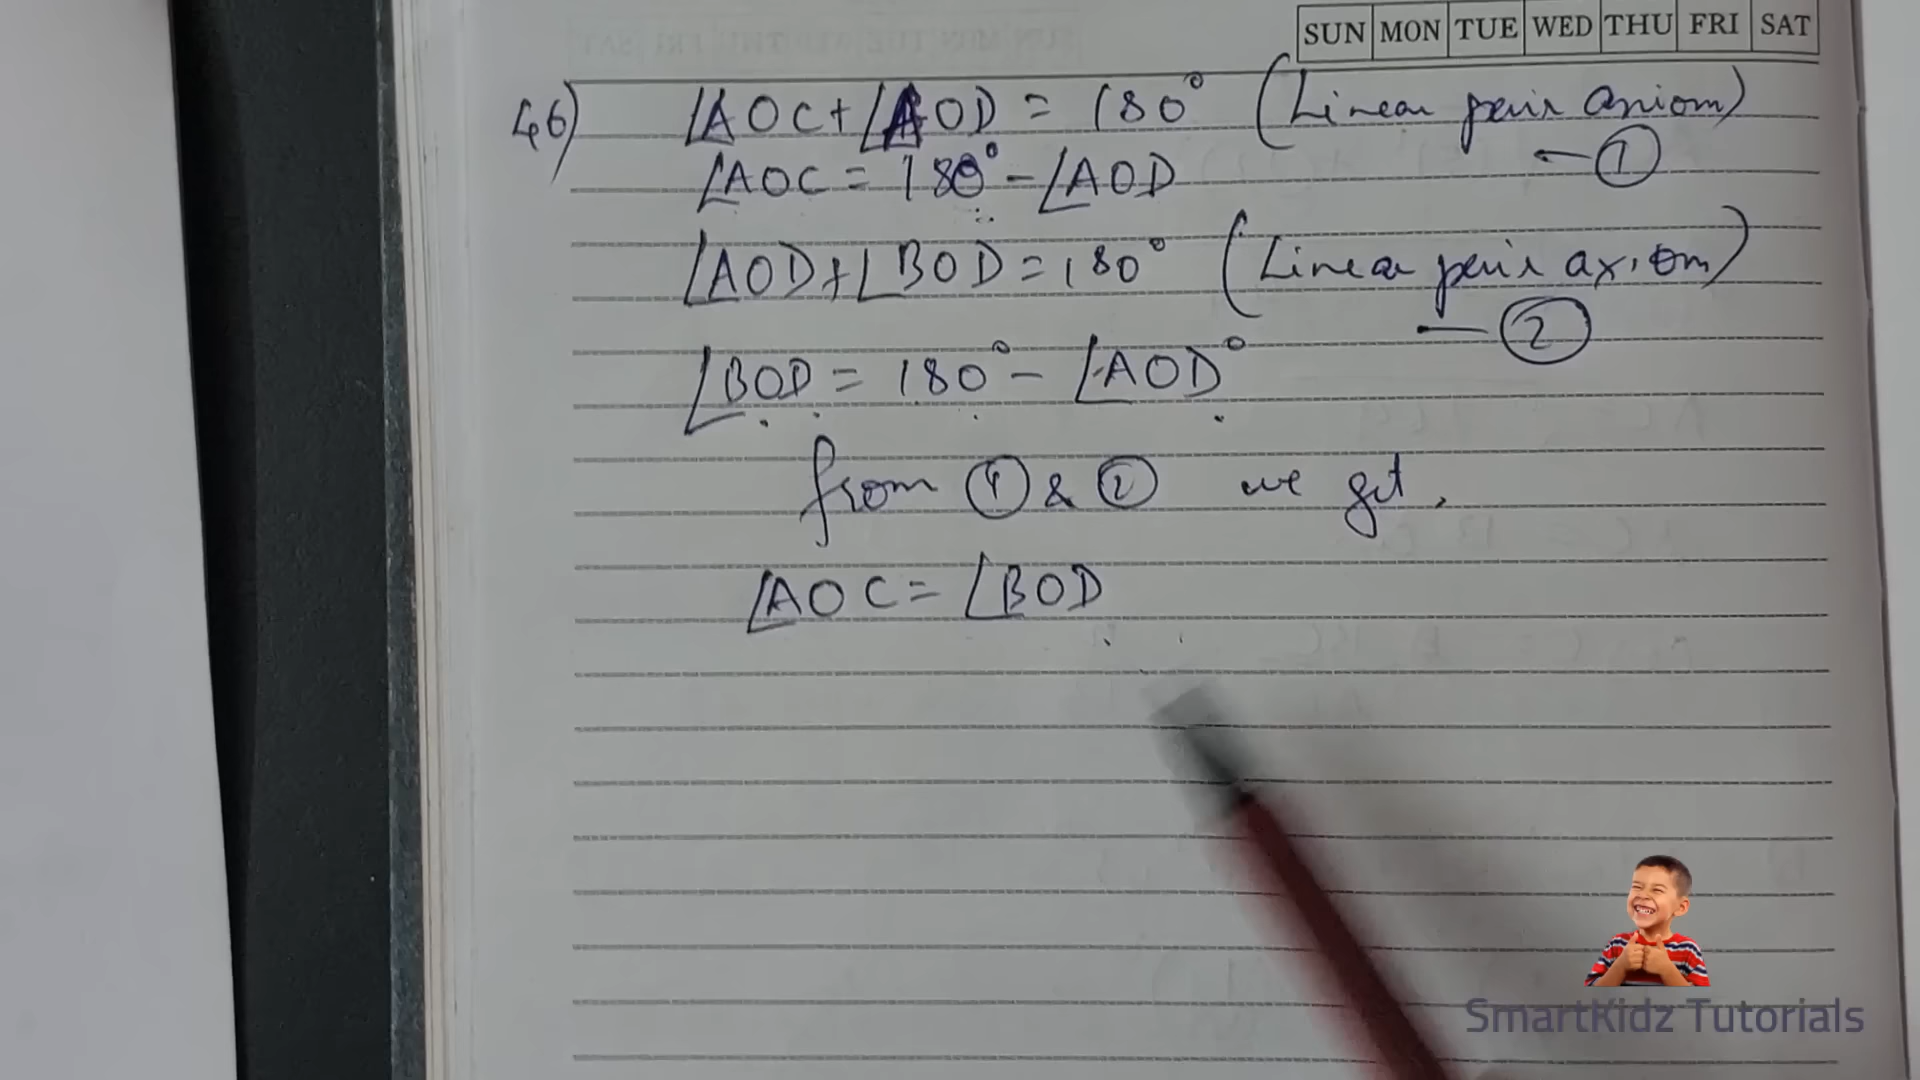 SUN MON TUE WED THU FRI SAT
46) ∠AOC + ∠AOD = 180° (Linear pair axiom)
← ①
∠AOC = 180° - ∠AOD
∠AOD + ∠BOD = 180° (Linear pair axiom)
— ②
∠BOD = 180° - ∠AOD°
from ① & ② we get,
∠AOC = ∠BOD
SmartKidz Tutorials